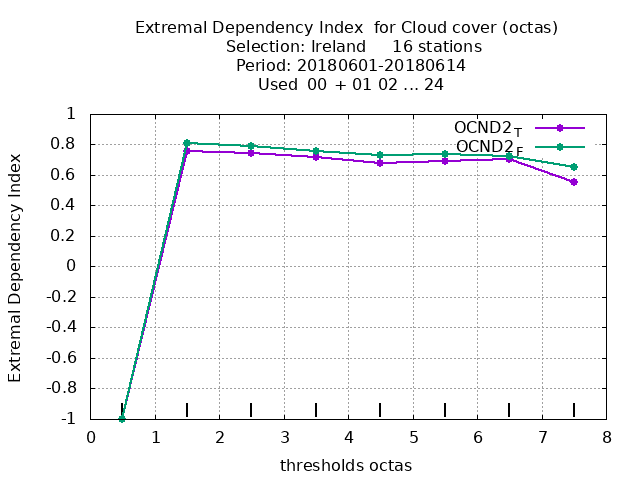 Extremal Dependency Index  for Cloud cover (octas)
Selection: Ireland     16 stations
Period: 20180601-20180614
Used  00  + 01 02 ... 24
OCND2 T
OCND2 F
1
0.8
0.6
0.4
0.2
0
-0.2
-0.4
-0.6
-0.8
-1
Extremal Dependency Index
0 1 2 3 4 5 6 7 8
thresholds octas